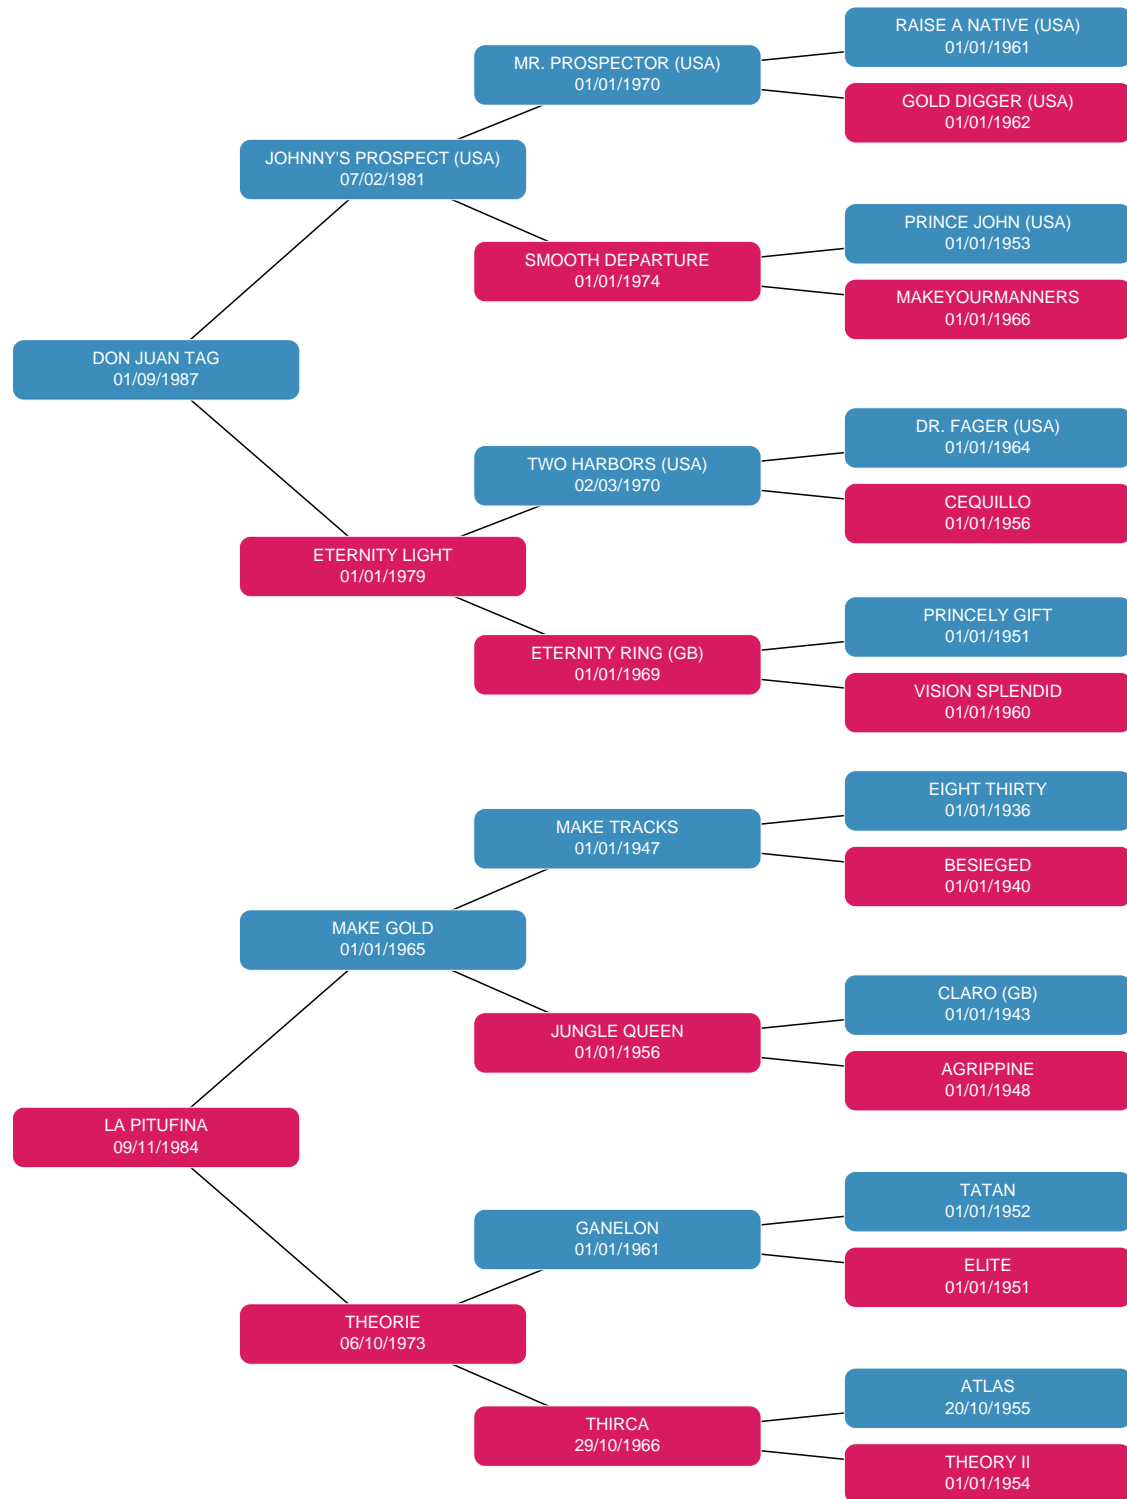 RAISE A NATIVE (USA)
01/01/1961
MR. PROSPECTOR (USA)
01/01/1970
GOLD DIGGER (USA)
01/01/1962
JOHNNY'S PROSPECT (USA)
07/02/1981
PRINCE JOHN (USA)
01/01/1953
SMOOTH DEPARTURE
01/01/1974
MAKEYOURMANNERS
01/01/1966
DON JUAN TAG
01/09/1987
DR. FAGER (USA)
01/01/1964
TWO HARBORS (USA)
02/03/1970
CEQUILLO
01/01/1956
ETERNITY LIGHT
01/01/1979
PRINCELY GIFT
01/01/1951
ETERNITY RING (GB)
01/01/1969
VISION SPLENDID
01/01/1960
EIGHT THIRTY
01/01/1936
MAKE TRACKS
01/01/1947
BESIEGED
01/01/1940
MAKE GOLD
01/01/1965
CLARO (GB)
01/01/1943
JUNGLE QUEEN
01/01/1956
AGRIPPINE
01/01/1948
LA PITUFINA
09/11/1984
TATAN
01/01/1952
GANELON
01/01/1961
ELITE
01/01/1951
THEORIE
06/10/1973
ATLAS
20/10/1955
THIRCA
29/10/1966
THEORY II
01/01/1954